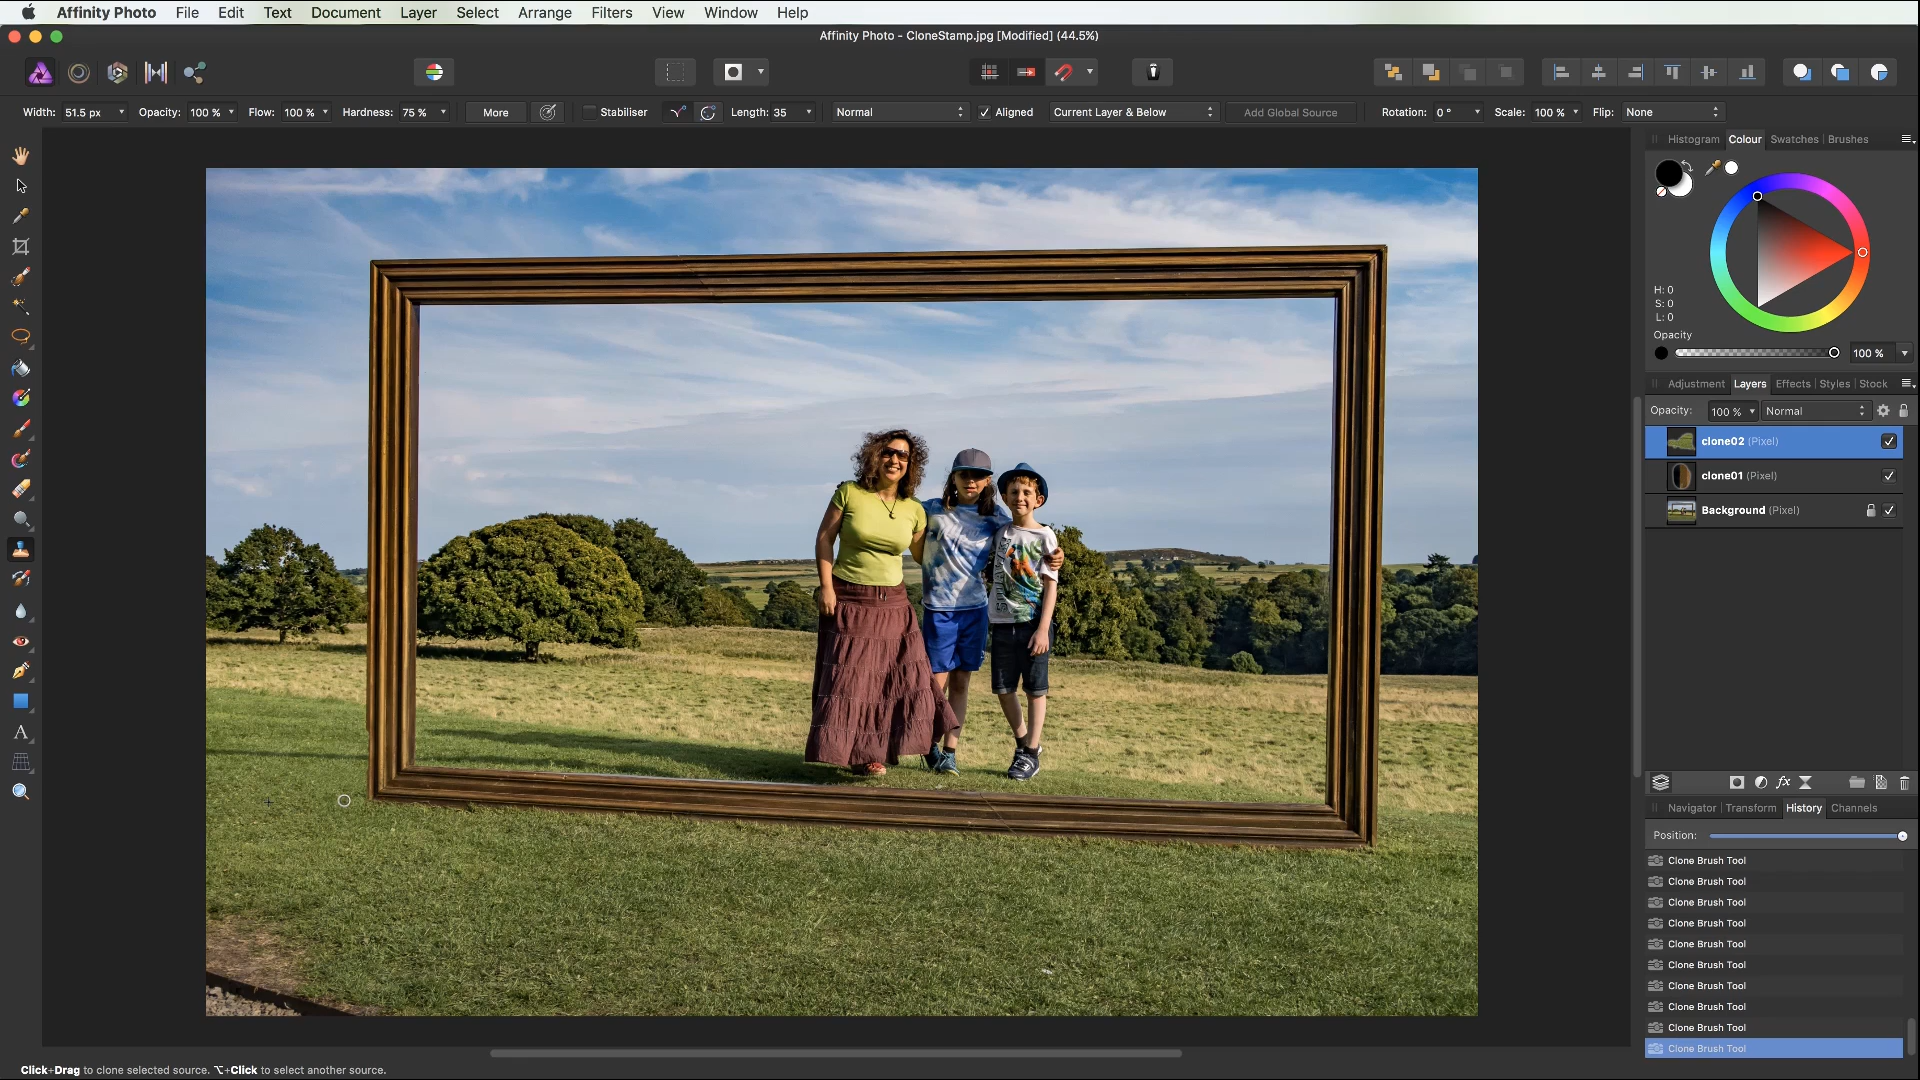 Affinity Photo File Edit Text Document Layer Select Arrange Filters View Window Help
Affinity Photo - CloneStamp.jpg [Modified] (44.5%)
Width: 51.5 px Opacity: 100 % Flow: 100 % Hardness: 75 % More Stabiliser Length: 35 Normal Aligned Current Layer & Below Add Global Source Rotation: 0 ° Scale: 100 % Flip: None
Histogram Colour Swatches Brushes
H: 0
S: 0
L: 0
Opacity
100 %
Adjustment Layers Effects Styles Stock
Opacity: 100 % Normal
clone02 (Pixel)
clone01 (Pixel)
Background (Pixel)
fx
Navigator Transform History Channels
Position:
Clone Brush Tool
Clone Brush Tool
Clone Brush Tool
Clone Brush Tool
Clone Brush Tool
Clone Brush Tool
Clone Brush Tool
Clone Brush Tool
Clone Brush Tool
Clone Brush Tool
Click+Drag to clone selected source. ⌥+Click to select another source.